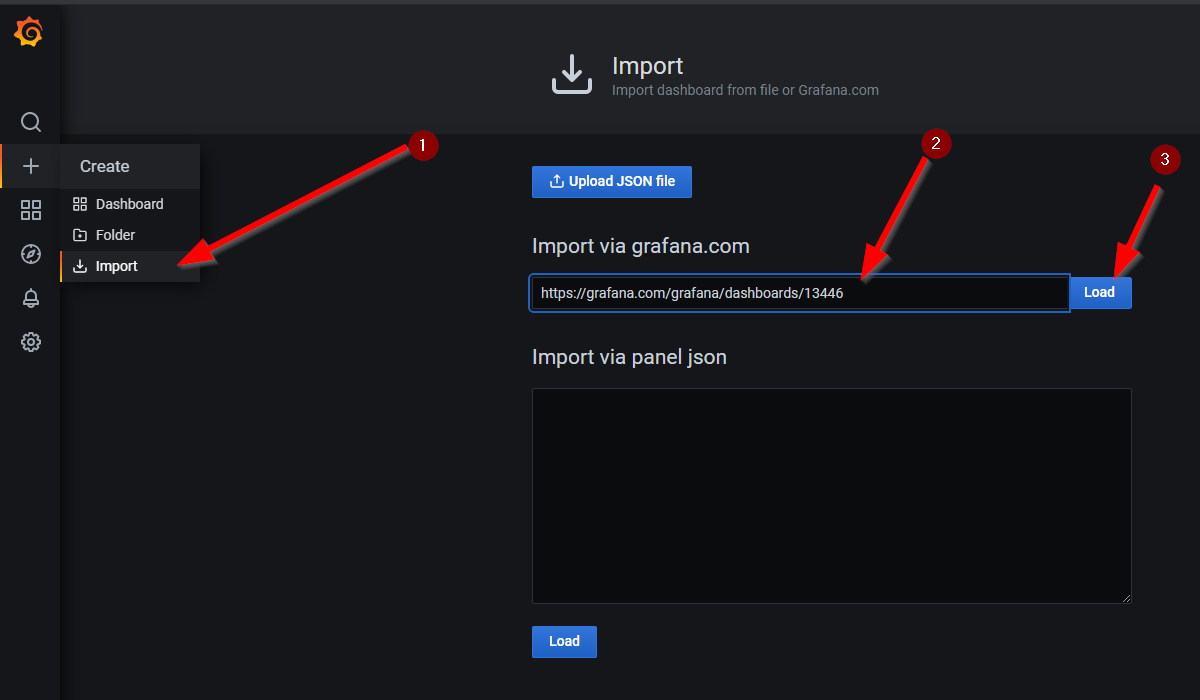 Import
Import dashboard from file or Grafana.com
1
2
3
Create
Dashboard
Folder
Import
Upload JSON file
Import via grafana.com
https://grafana.com/grafana/dashboards/13446
Load
Import via panel json
Load